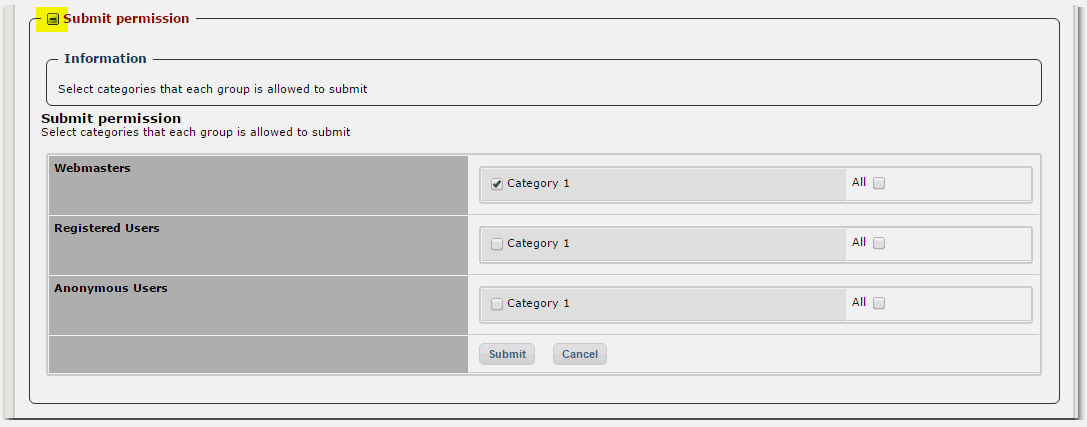 Submit permission
Information
Select categories that each group is allowed to submit
Submit permission
Select categories that each group is allowed to submit
Webmasters
Category 1
All
Registered Users
Category 1
All
Anonymous Users
Category 1
All
Submit
Cancel